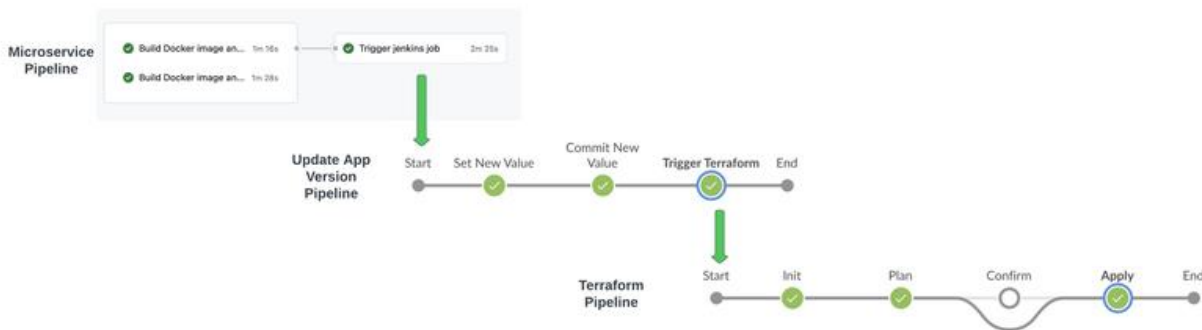 Microservice
Pipeline
Build Docker image an... 1m 16s
Trigger jenkins job 2m 25s
Build Docker image an... 1m 28s
Update App
Version
Pipeline
Start
Set New Value
Commit New
Value
Trigger Terraform
End
Terraform
Pipeline
Start
Init
Plan
Confirm
Apply
End